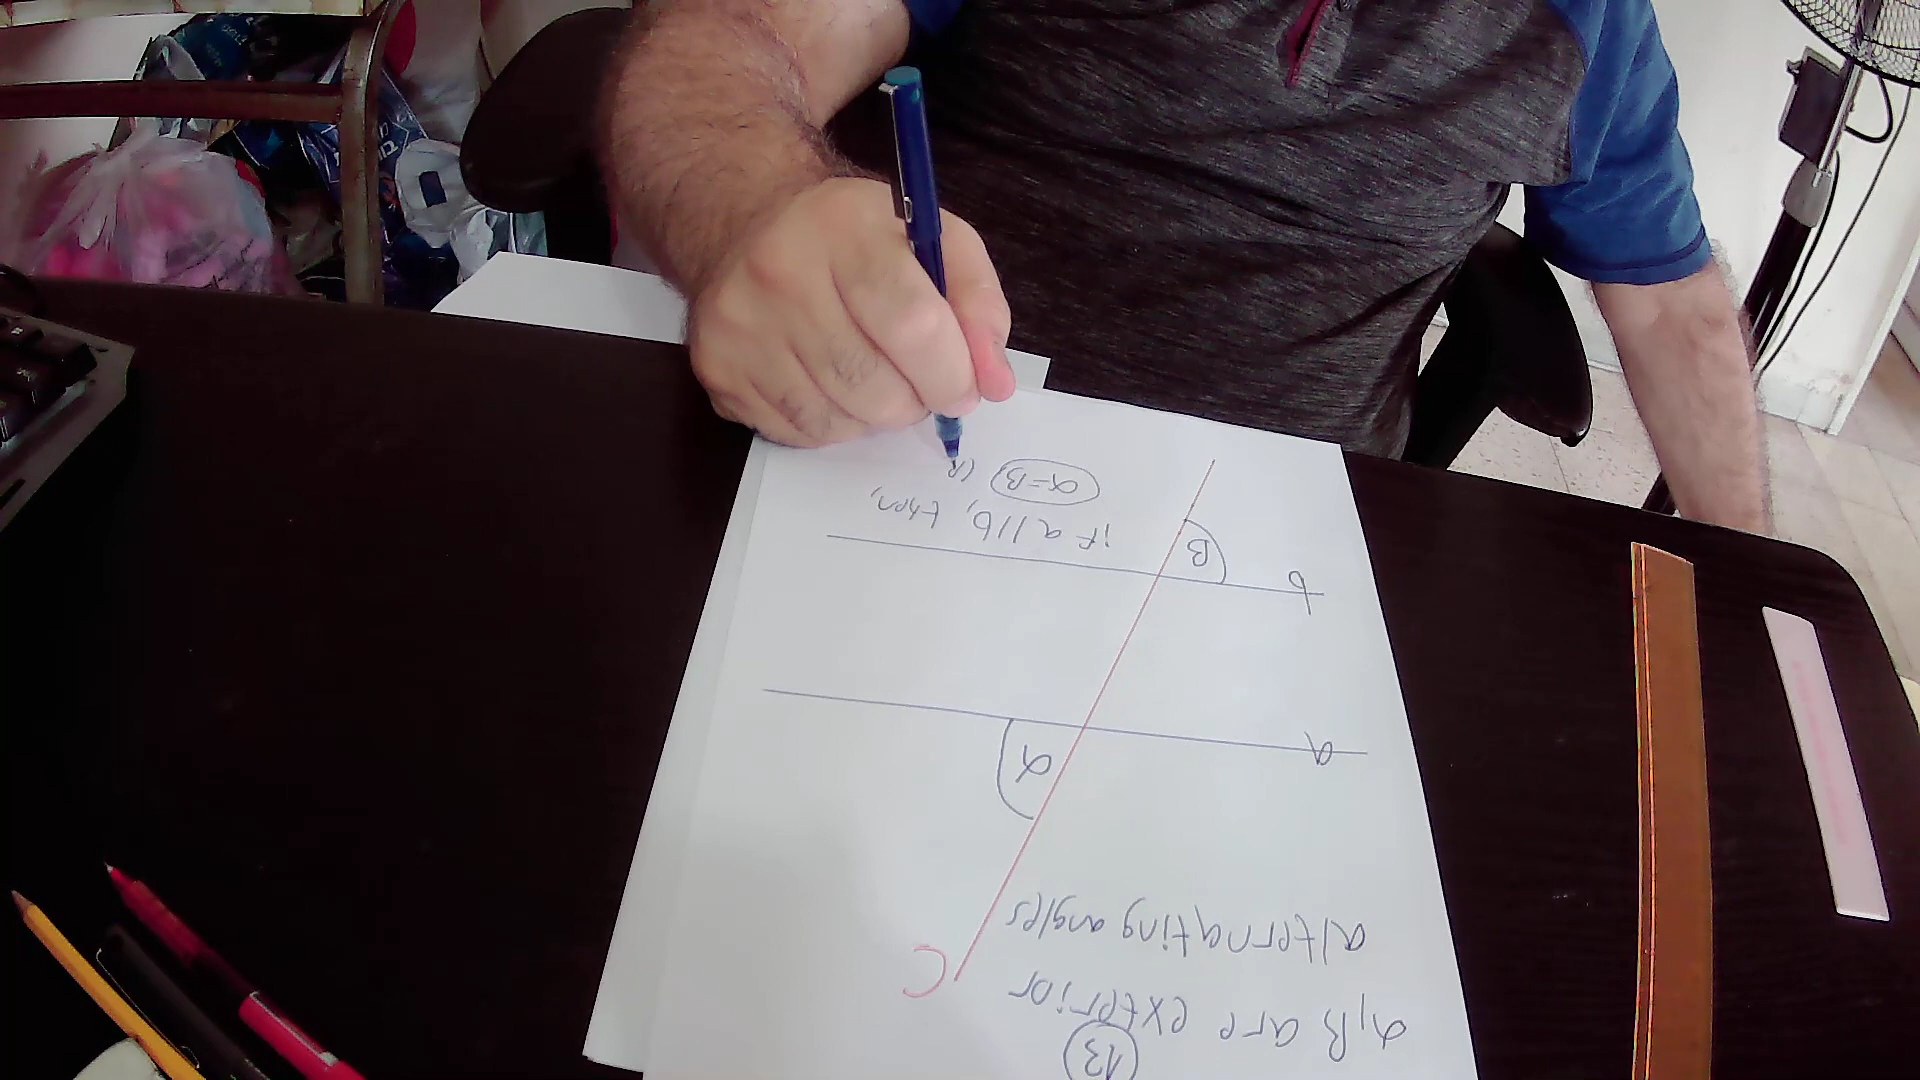 13
α,β are exterior
alternating angles
C
α
a
b
β
if a//b, then,
α=β (R